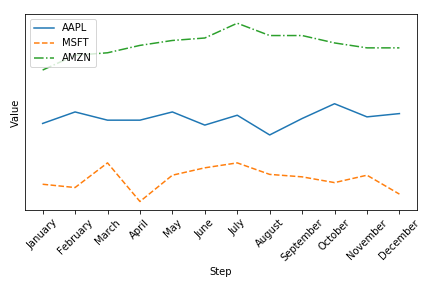 AAPL
MSFT
AMZN
Value
January
February
March
April
May
June
July
August
September
October
November
December
Step